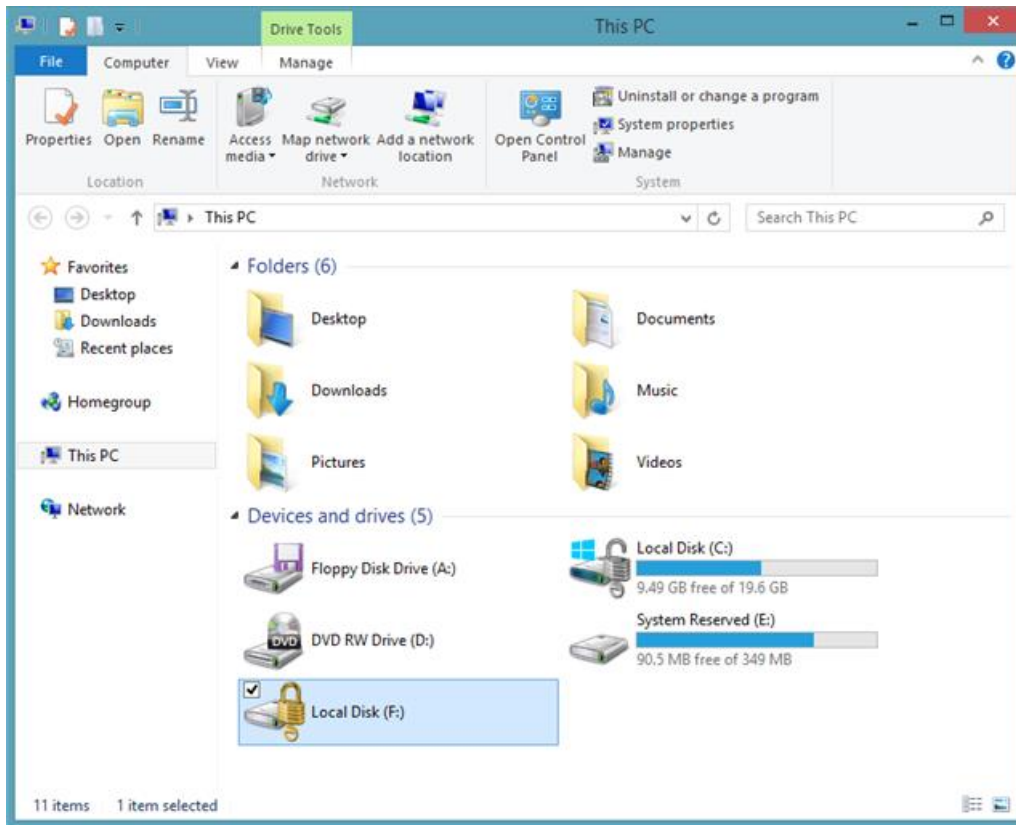 Drive Tools
This PC
File Computer View Manage
Properties Open Rename
Location
Access media Map network drive Add a network location
Network
Open Control Panel
Uninstall or change a program
System properties
Manage
System
This PC
Search This PC
Favorites
Desktop
Downloads
Recent places
Homegroup
This PC
Network
Folders (6)
Desktop Documents
Downloads Music
Pictures Videos
Devices and drives (5)
Floppy Disk Drive (A:)
Local Disk (C:)
9.49 GB free of 19.6 GB
DVD
DVD RW Drive (D:)
System Reserved (E:)
90.5 MB free of 349 MB
Local Disk (F:)
11 items 1 item selected